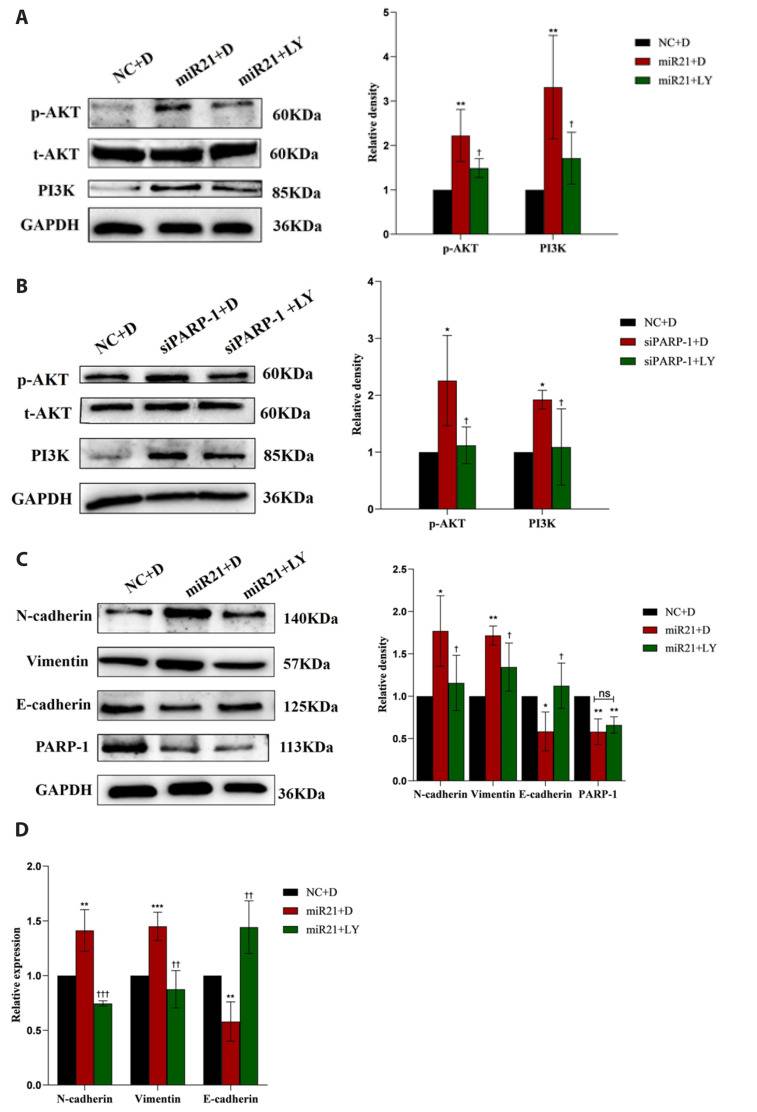 A
NC+D
miR21+D
miR21+LY
p-AKT
60KDa
t-AKT
60KDa
PI3K
85KDa
GAPDH
36KDa
Relative density
5
4
3
2
1
0
**
†
**
†
p-AKT
PI3K
NC+D
miR21+D
miR21+LY
B
NC+D
siPARP-1+D
siPARP-1 +LY
p-AKT
60KDa
t-AKT
60KDa
PI3K
85KDa
GAPDH
36KDa
Relative density
4
3
2
1
0
*
†
*
†
p-AKT
PI3K
NC+D
siPARP-1+D
siPARP-1+LY
C
NC+D
miR21+D
miR21+LY
N-cadherin
140KDa
Vimentin
57KDa
E-cadherin
125KDa
PARP-1
113KDa
GAPDH
36KDa
Relative density
2.5
2.0
1.5
1.0
0.5
0.0
*
†
**
†
*
†
ns
**
**
N-cadherin
Vimentin
E-cadherin
PARP-1
NC+D
miR21+D
miR21+LY
D
Relative expression
2.0
1.5
1.0
0.5
0.0
**
†††
***
††
**
††
N-cadherin
Vimentin
E-cadherin
NC+D
miR21+D
miR21+LY